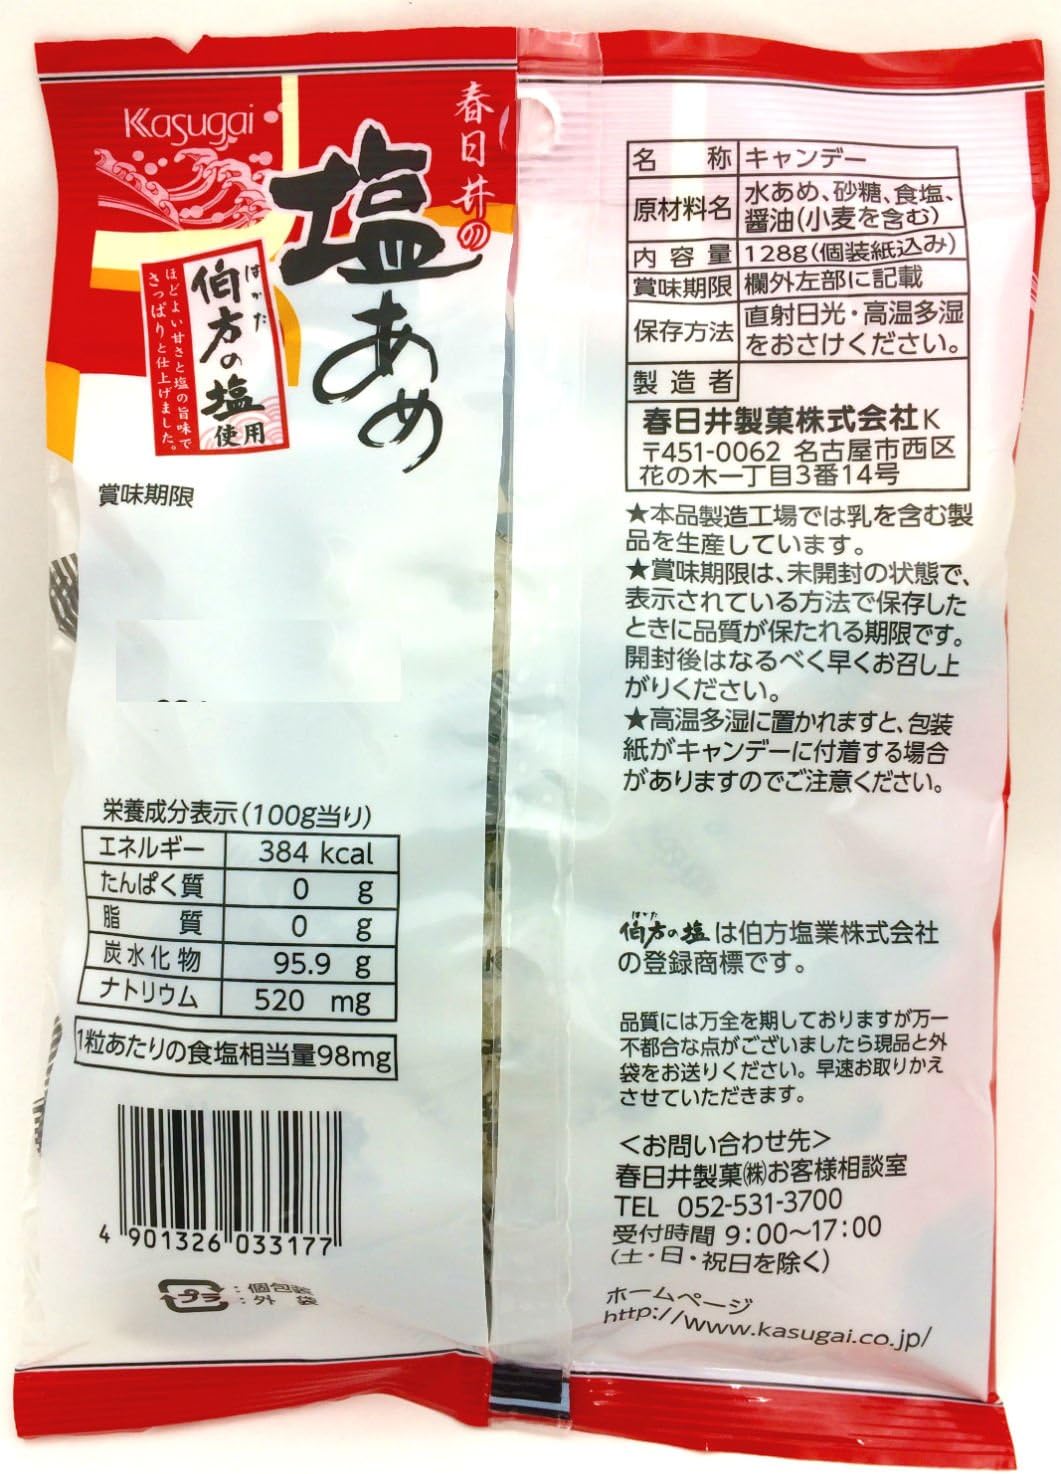 Kasugai
春日井の
塩あめ
はかた
伯方の塩
使用
ほどよい甘さと塩の旨味で
さっぱりと仕上げました。
賞味期限
栄養成分表示(100g当り)
エネルギー 384 kcal
たんぱく質 0 g
脂 質 0 g
炭水化物 95.9 g
ナトリウム 520 mg
1粒あたりの食塩相当量98mg
4 901326 033177
プラ :個包装
:外 袋
名 称 キャンデー
原材料名 水あめ、砂糖、食塩、
醤油(小麦を含む)
内容量 128g(個装紙込み)
賞味期限 欄外左部に記載
保存方法 直射日光・高温多湿
をおさけください。
製造者
春日井製菓株式会社K
〒451-0062 名古屋市西区
花の木一丁目3番14号
★本品製造工場では乳を含む製
品を生産しています。
★賞味期限は、未開封の状態で、
表示されている方法で保存した
ときに品質が保たれる期限です。
開封後はなるべく早くお召し上
がりください。
★高温多湿に置かれますと、包装
紙がキャンデーに付着する場合
がありますのでご注意ください。
はかた
伯方の塩は伯方塩業株式会社
の登録商標です。
品質には万全を期しておりますが万一
不都合な点がございましたら現品と外
袋をお送りください。早速お取りかえ
させていただきます。
<お問い合わせ先>
春日井製菓㈱お客様相談室
TEL 052-531-3700
受付時間 9:00〜17:00
(土・日・祝日を除く)
ホームページ
http://www.kasugai.co.jp/